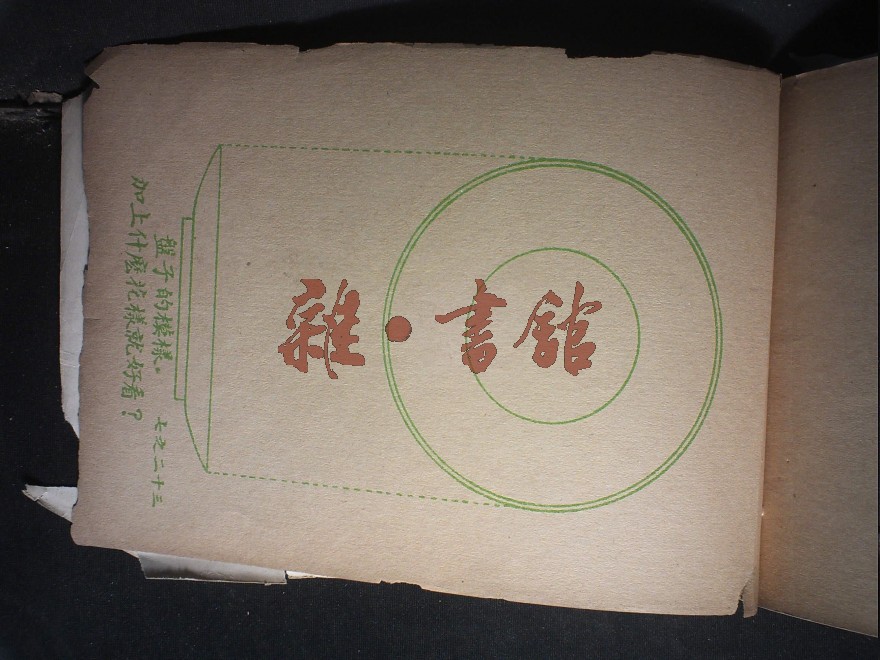 盤子的模樣。 七之二十三
加上什麼花樣就好看?
雜·書館